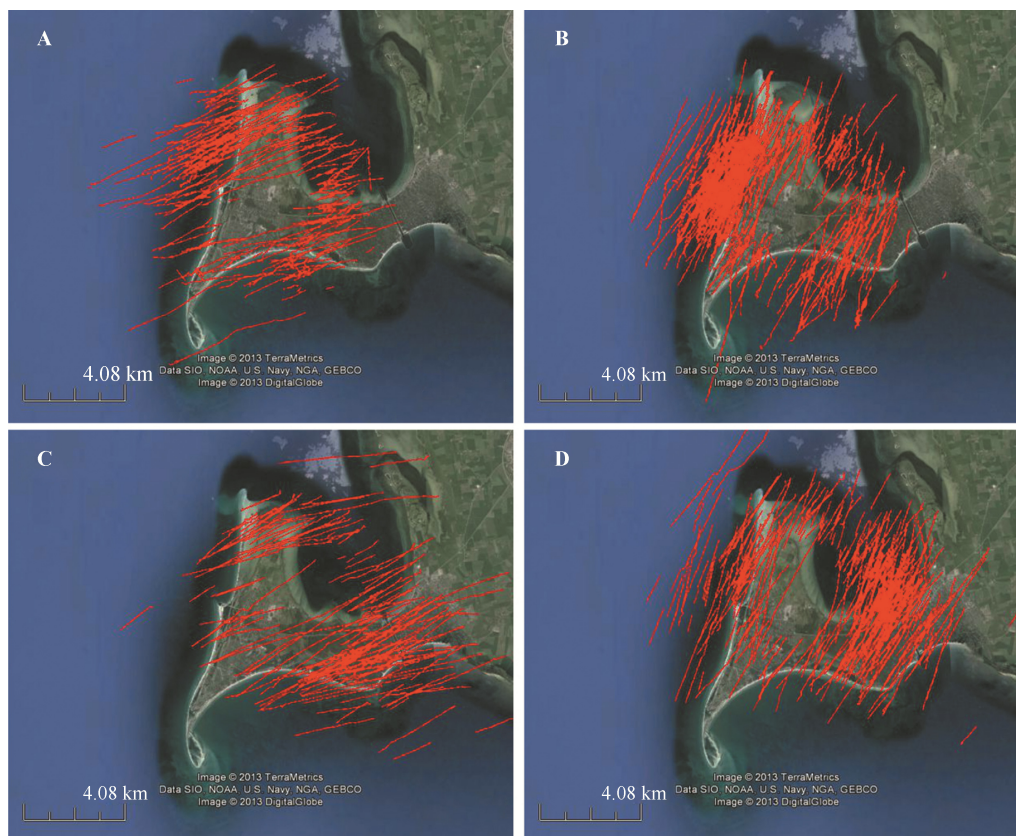 A
4.08 km
Image © 2013 TerraMetrics
Data SIO, NOAA, U.S. Navy, NGA, GEBCO
Image © 2013 DigitalGlobe
B
4.08 km
Image © 2013 TerraMetrics
Data SIO, NOAA, U.S. Navy, NGA, GEBCO
Image © 2013 DigitalGlobe
C
4.08 km
Image © 2013 TerraMetrics
Data SIO, NOAA, U.S. Navy, NGA, GEBCO
Image © 2013 DigitalGlobe
D
4.08 km
Image © 2013 TerraMetrics
Data SIO, NOAA, U.S. Navy, NGA, GEBCO
Image © 2013 DigitalGlobe